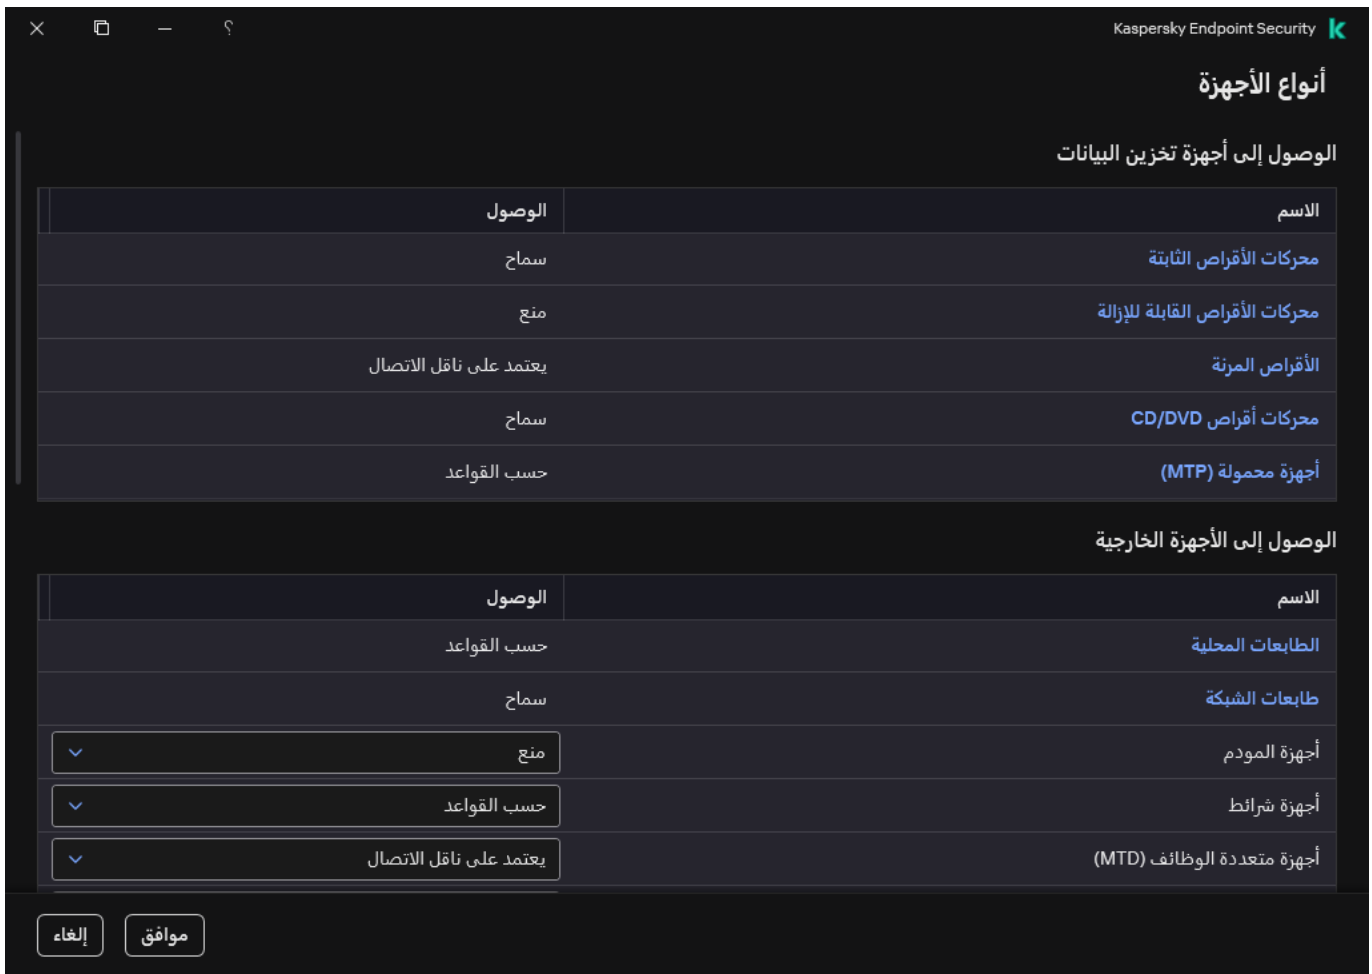 Kaspersky Endpoint Security
؟
أنواع الأجهزة
الوصول إلى أجهزة تخزين البيانات
الاسم الوصول
محركات الأقراص الثابتة سماح
محركات الأقراص القابلة للإزالة منع
الأقراص المرنة يعتمد على ناقل الاتصال
محركات أقراص CD/DVD سماح
أجهزة محمولة (MTP) حسب القواعد
الوصول إلى الأجهزة الخارجية
الاسم الوصول
الطابعات المحلية حسب القواعد
طابعات الشبكة سماح
أجهزة المودم منع
أجهزة شرائط حسب القواعد
أجهزة متعددة الوظائف (MTD) يعتمد على ناقل الاتصال
موافق إلغاء